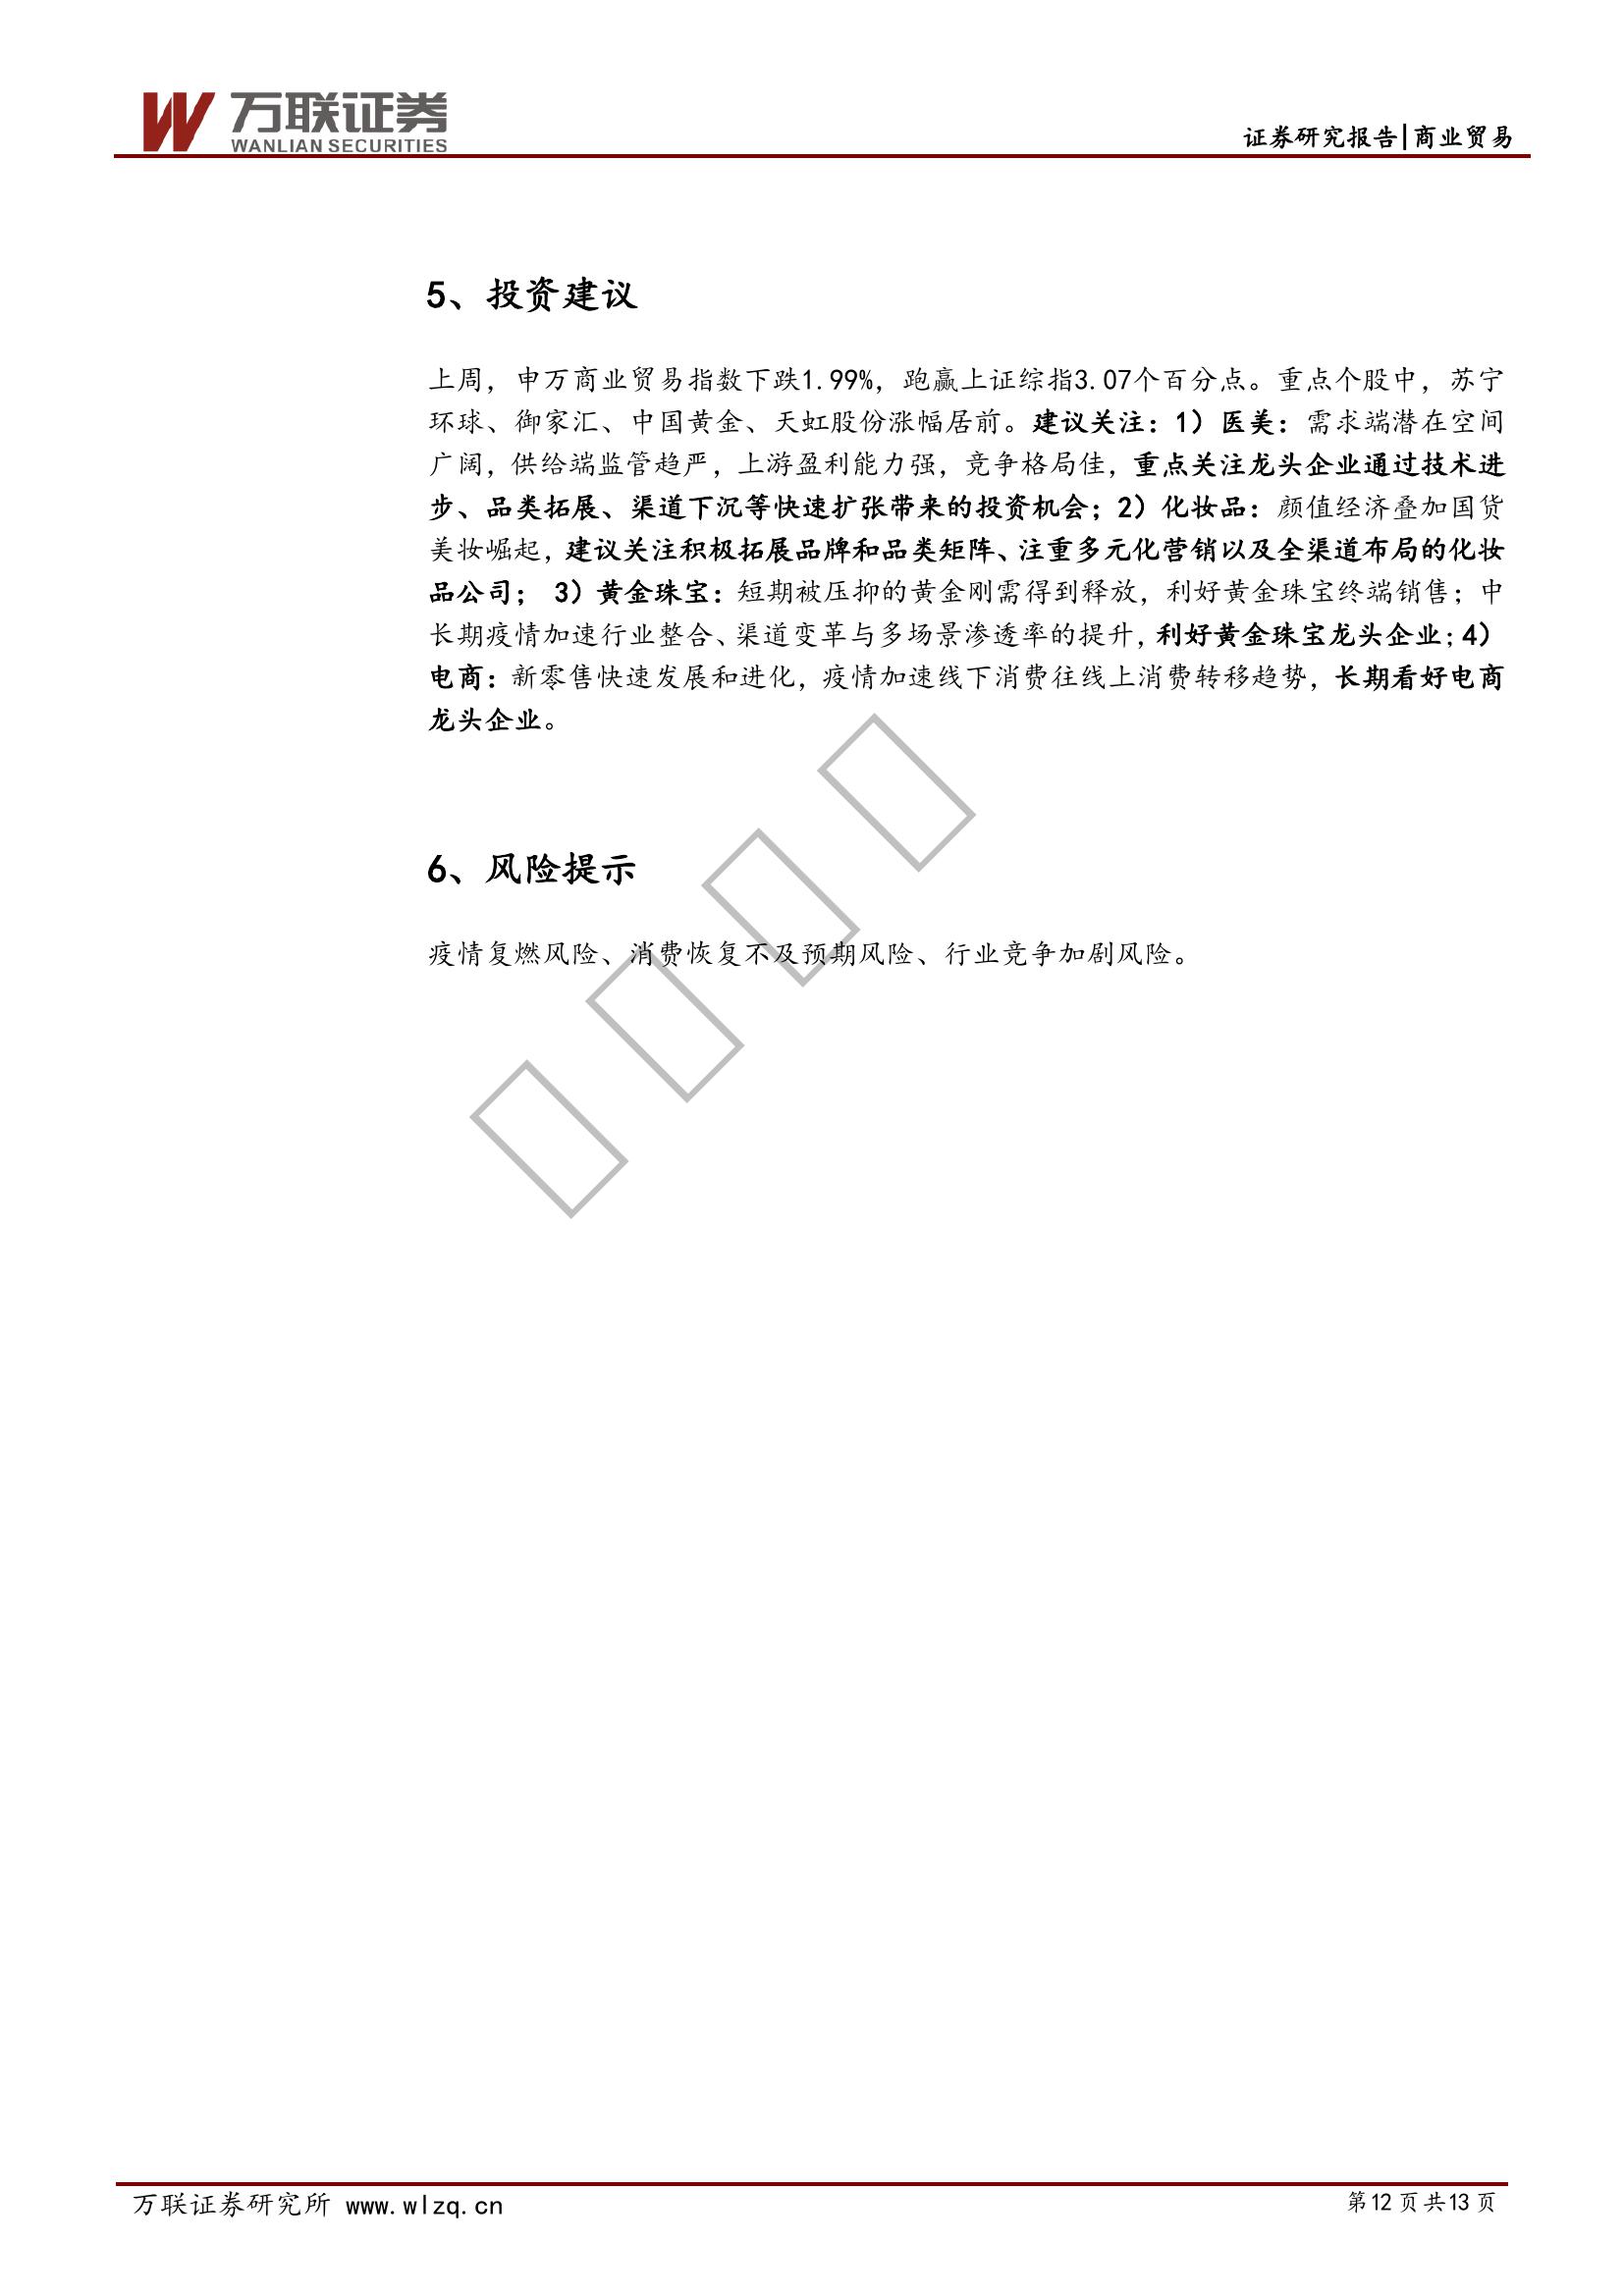 万联证券
WANLIAN SECURITIES
证券研究报告|商业贸易
5、投资建议
上周，申万商业贸易指数下跌1.99%，跑赢上证综指3.07个百分点。重点个股中，苏宁
环球、御家汇、中国黄金、天虹股份涨幅居前。建议关注：1）医美：需求端潜在空间
广阔，供给端监管趋严，上游盈利能力强，竞争格局佳，重点关注龙头企业通过技术进
步、品类拓展、渠道下沉等快速扩张带来的投资机会；2）化妆品：颜值经济叠加国货
美妆崛起，建议关注积极拓展品牌和品类矩阵、注重多元化营销以及全渠道布局的化妆
品公司； 3）黄金珠宝：短期被压抑的黄金刚需得到释放，利好黄金珠宝终端销售；中
长期疫情加速行业整合、渠道变革与多场景渗透率的提升，利好黄金珠宝龙头企业；4）
电商：新零售快速发展和进化，疫情加速线下消费往线上消费转移趋势，长期看好电商
龙头企业。
6、风险提示
疫情复燃风险、消费恢复不及预期风险、行业竞争加剧风险。
万联证券研究所 www.wlzq.cn
第12页共13页